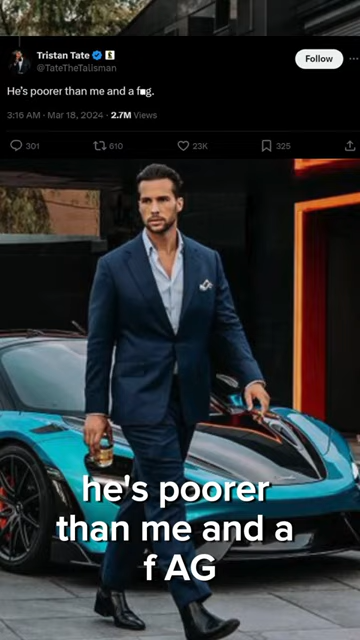 Tristan Tate
@TateTheTalisman
Follow
He's poorer than me and a f■g.
3:16 AM · Mar 18, 2024 · 2.7M Views
301 610 23K 325
he's poorer
than me and a
f AG